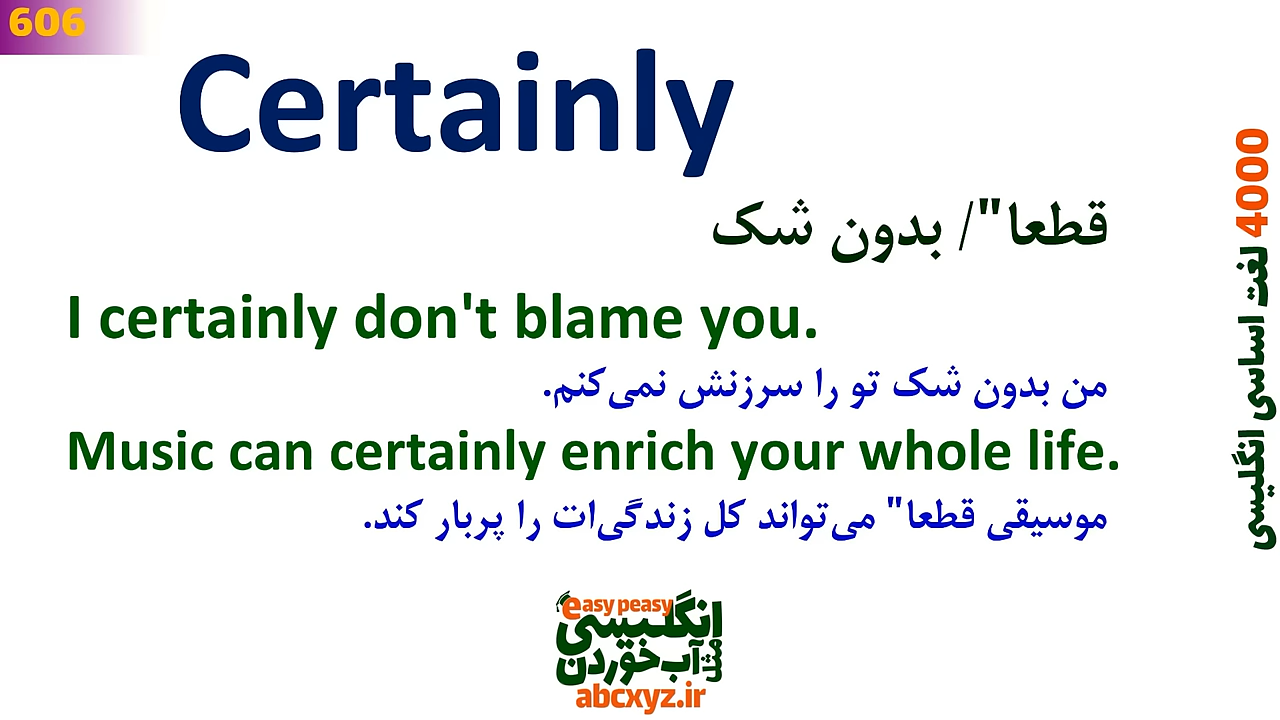 606
Certainly
قطعا"/ بدون شک
I certainly don't blame you.
من بدون شک تو را سرزنش نمی‌کنم.
Music can certainly enrich your whole life.
موسیقی قطعا" می‌تواند کل زندگی‌ات را پربار کند.
4000 لغت اساسی انگلیسی
easy peasy
انگلیسی
مثل آب خوردن
abcxyz.ir